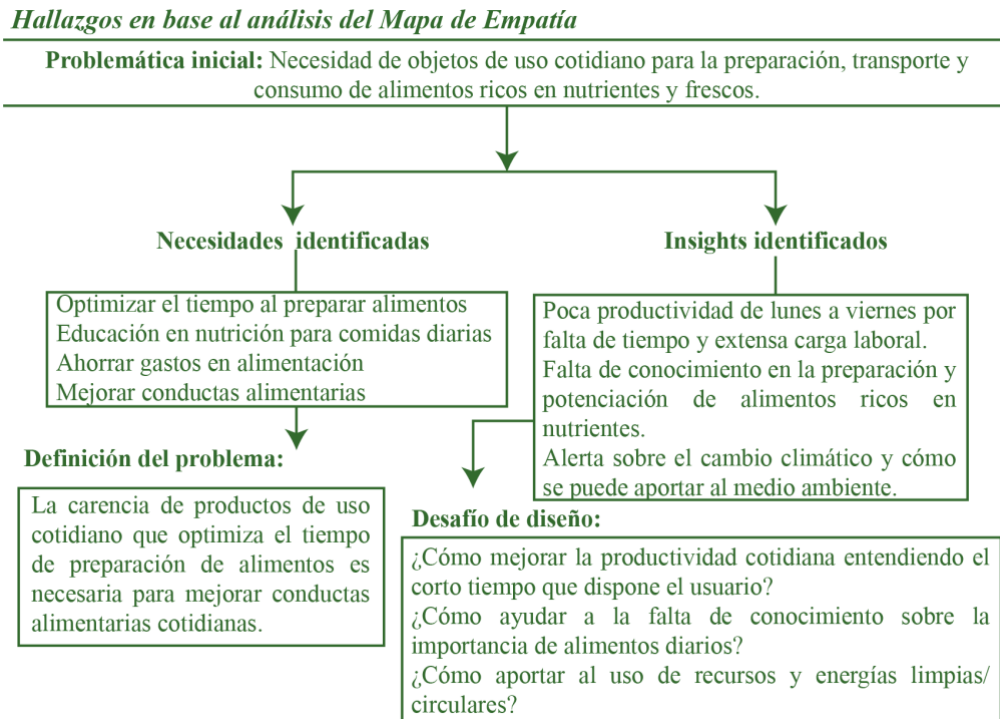 Hallazgos en base al análisis del Mapa de Empatía
Problemática inicial: Necesidad de objetos de uso cotidiano para la preparación, transporte y
consumo de alimentos ricos en nutrientes y frescos.
Necesidades identificadas
Optimizar el tiempo al preparar alimentos
Educación en nutrición para comidas diarias
Ahorrar gastos en alimentación
Mejorar conductas alimentarias
Definición del problema:
La carencia de productos de uso
cotidiano que optimiza el tiempo
de preparación de alimentos es
necesaria para mejorar conductas
alimentarias cotidianas.
Insights identificados
Poca productividad de lunes a viernes por
falta de tiempo y extensa carga laboral.
Falta de conocimiento en la preparación y
potenciación de alimentos ricos en
nutrientes.
Alerta sobre el cambio climático y cómo
se puede aportar al medio ambiente.
Desafío de diseño:
¿Cómo mejorar la productividad cotidiana entendiendo el
corto tiempo que dispone el usuario?
¿Cómo ayudar a la falta de conocimiento sobre la
importancia de alimentos diarios?
¿Cómo aportar al uso de recursos y energías limpias/
circulares?